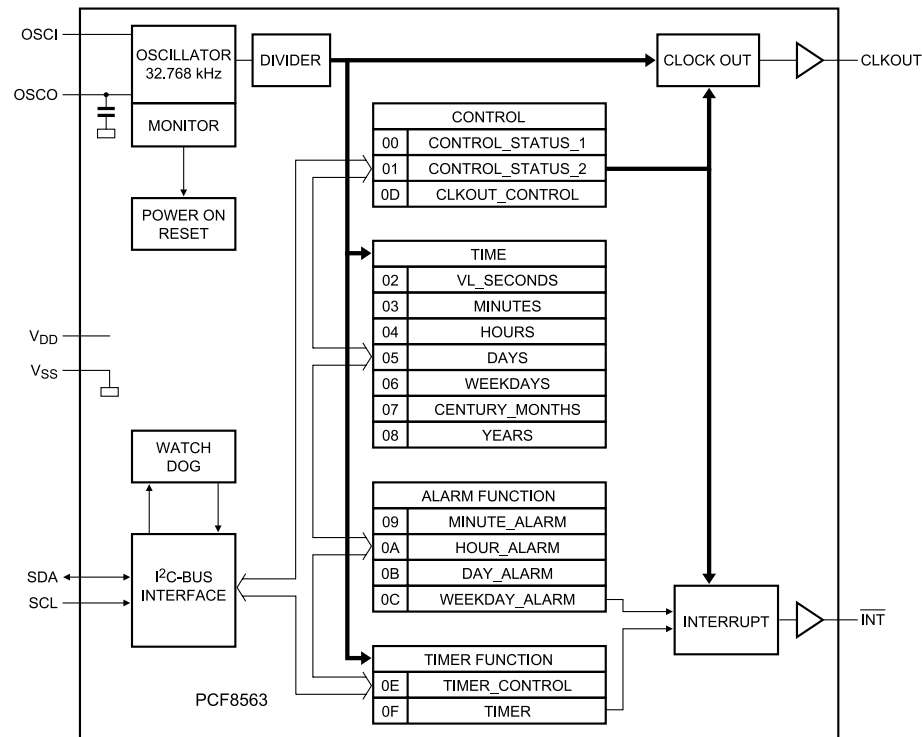 OSCI
OSCO
OSCILLATOR
32.768 kHz
DIVIDER
CLOCK OUT
CLKOUT
MONITOR
POWER ON
RESET
CONTROL
00 CONTROL_STATUS_1
01 CONTROL_STATUS_2
0D CLKOUT_CONTROL
TIME
02 VL_SECONDS
03 MINUTES
04 HOURS
05 DAYS
06 WEEKDAYS
07 CENTURY_MONTHS
08 YEARS
VDD
VSS
WATCH
DOG
ALARM FUNCTION
09 MINUTE_ALARM
0A HOUR_ALARM
0B DAY_ALARM
0C WEEKDAY_ALARM
SDA
SCL
I²C-BUS
INTERFACE
INTERRUPT
INT
TIMER FUNCTION
0E TIMER_CONTROL
0F TIMER
PCF8563